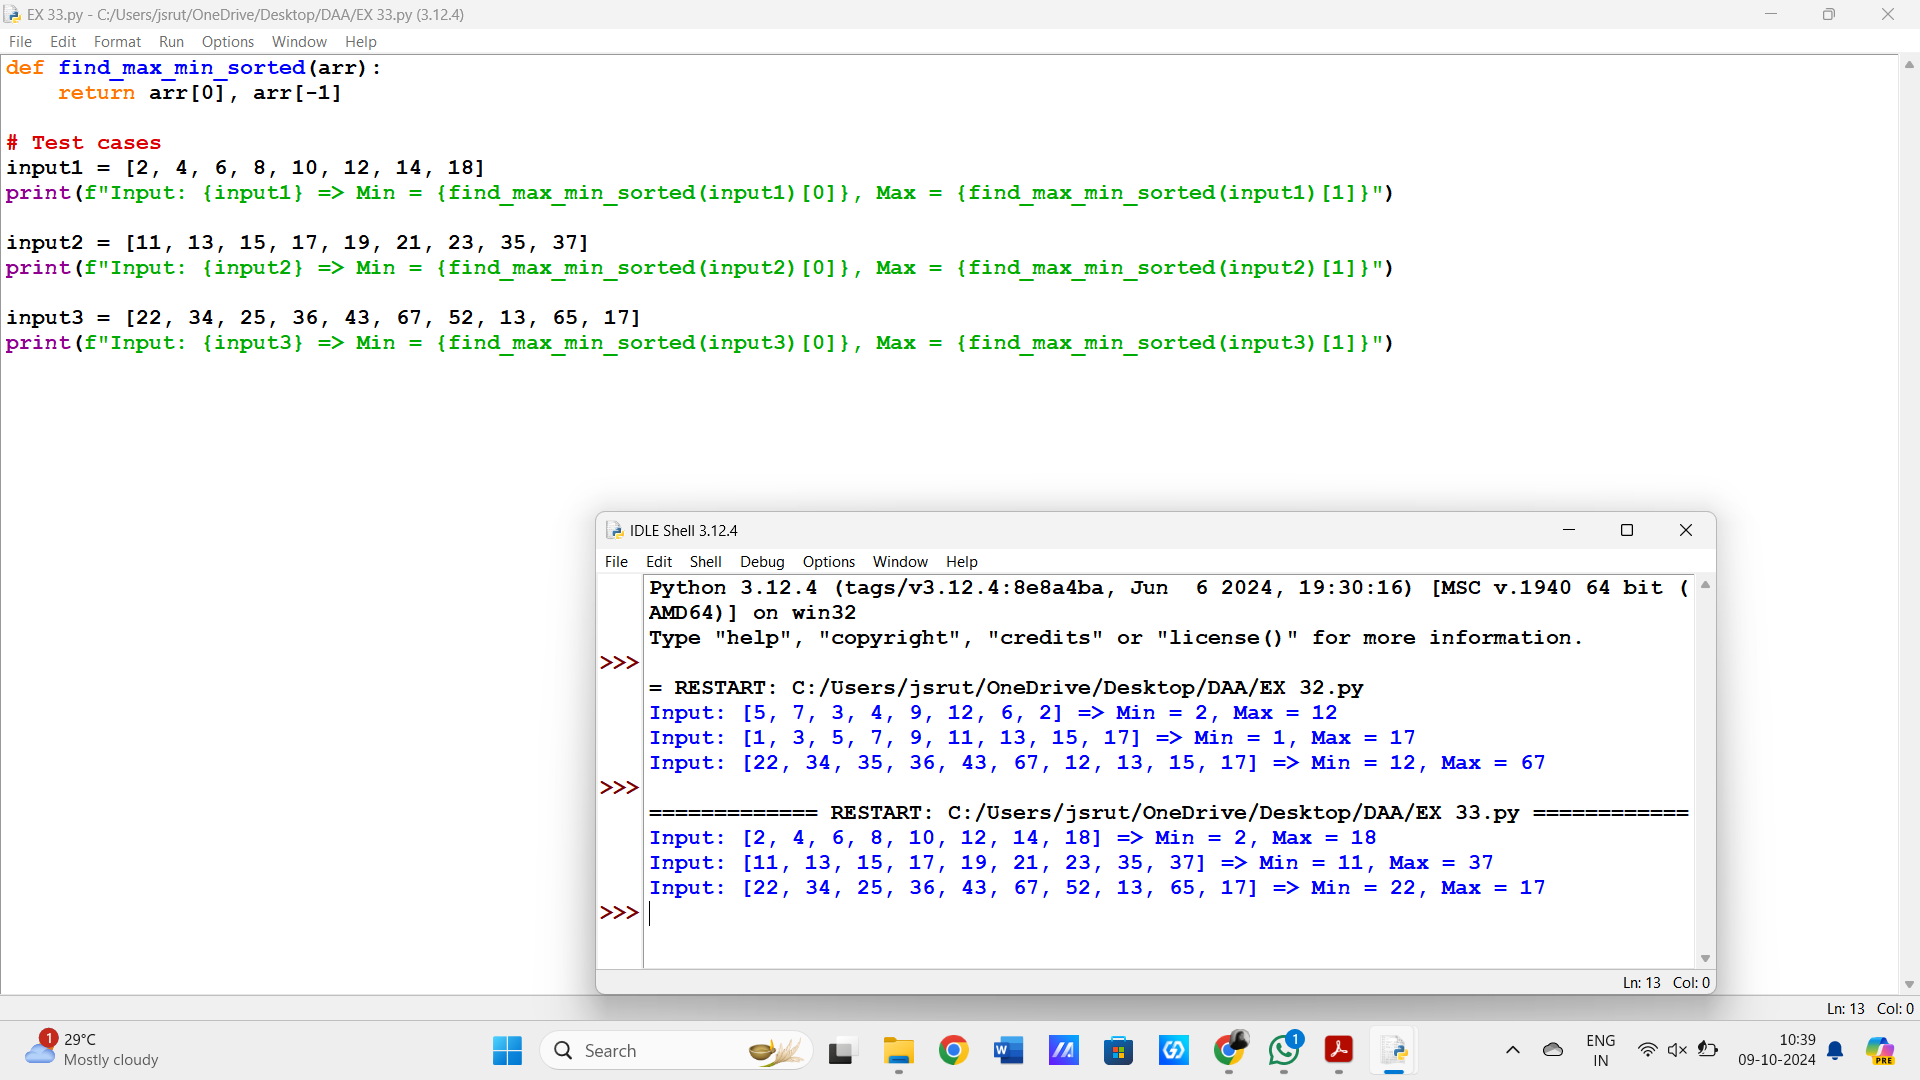 EX 33.py - C:/Users/jsrut/OneDrive/Desktop/DAA/EX 33.py (3.12.4)
File Edit Format Run Options Window Help
def find_max_min_sorted(arr):
    return arr[0], arr[-1]

# Test cases
input1 = [2, 4, 6, 8, 10, 12, 14, 18]
print(f"Input: {input1} => Min = {find_max_min_sorted(input1)[0]}, Max = {find_max_min_sorted(input1)[1]}")

input2 = [11, 13, 15, 17, 19, 21, 23, 35, 37]
print(f"Input: {input2} => Min = {find_max_min_sorted(input2)[0]}, Max = {find_max_min_sorted(input2)[1]}")

input3 = [22, 34, 25, 36, 43, 67, 52, 13, 65, 17]
print(f"Input: {input3} => Min = {find_max_min_sorted(input3)[0]}, Max = {find_max_min_sorted(input3)[1]}")
IDLE Shell 3.12.4
File Edit Shell Debug Options Window Help
Python 3.12.4 (tags/v3.12.4:8e8a4ba, Jun  6 2024, 19:30:16) [MSC v.1940 64 bit (
AMD64)] on win32
Type "help", "copyright", "credits" or "license()" for more information.
>>>
= RESTART: C:/Users/jsrut/OneDrive/Desktop/DAA/EX 32.py
Input: [5, 7, 3, 4, 9, 12, 6, 2] => Min = 2, Max = 12
Input: [1, 3, 5, 7, 9, 11, 13, 15, 17] => Min = 1, Max = 17
Input: [22, 34, 35, 36, 43, 67, 12, 13, 15, 17] => Min = 12, Max = 67
>>>
============= RESTART: C:/Users/jsrut/OneDrive/Desktop/DAA/EX 33.py ============
Input: [2, 4, 6, 8, 10, 12, 14, 18] => Min = 2, Max = 18
Input: [11, 13, 15, 17, 19, 21, 23, 35, 37] => Min = 11, Max = 37
Input: [22, 34, 25, 36, 43, 67, 52, 13, 65, 17] => Min = 22, Max = 17
>>>
Ln: 13 Col: 0
Ln: 13 Col: 0
1
29°C
Mostly cloudy
Search
1
ENG
IN
10:39
09-10-2024
PRE